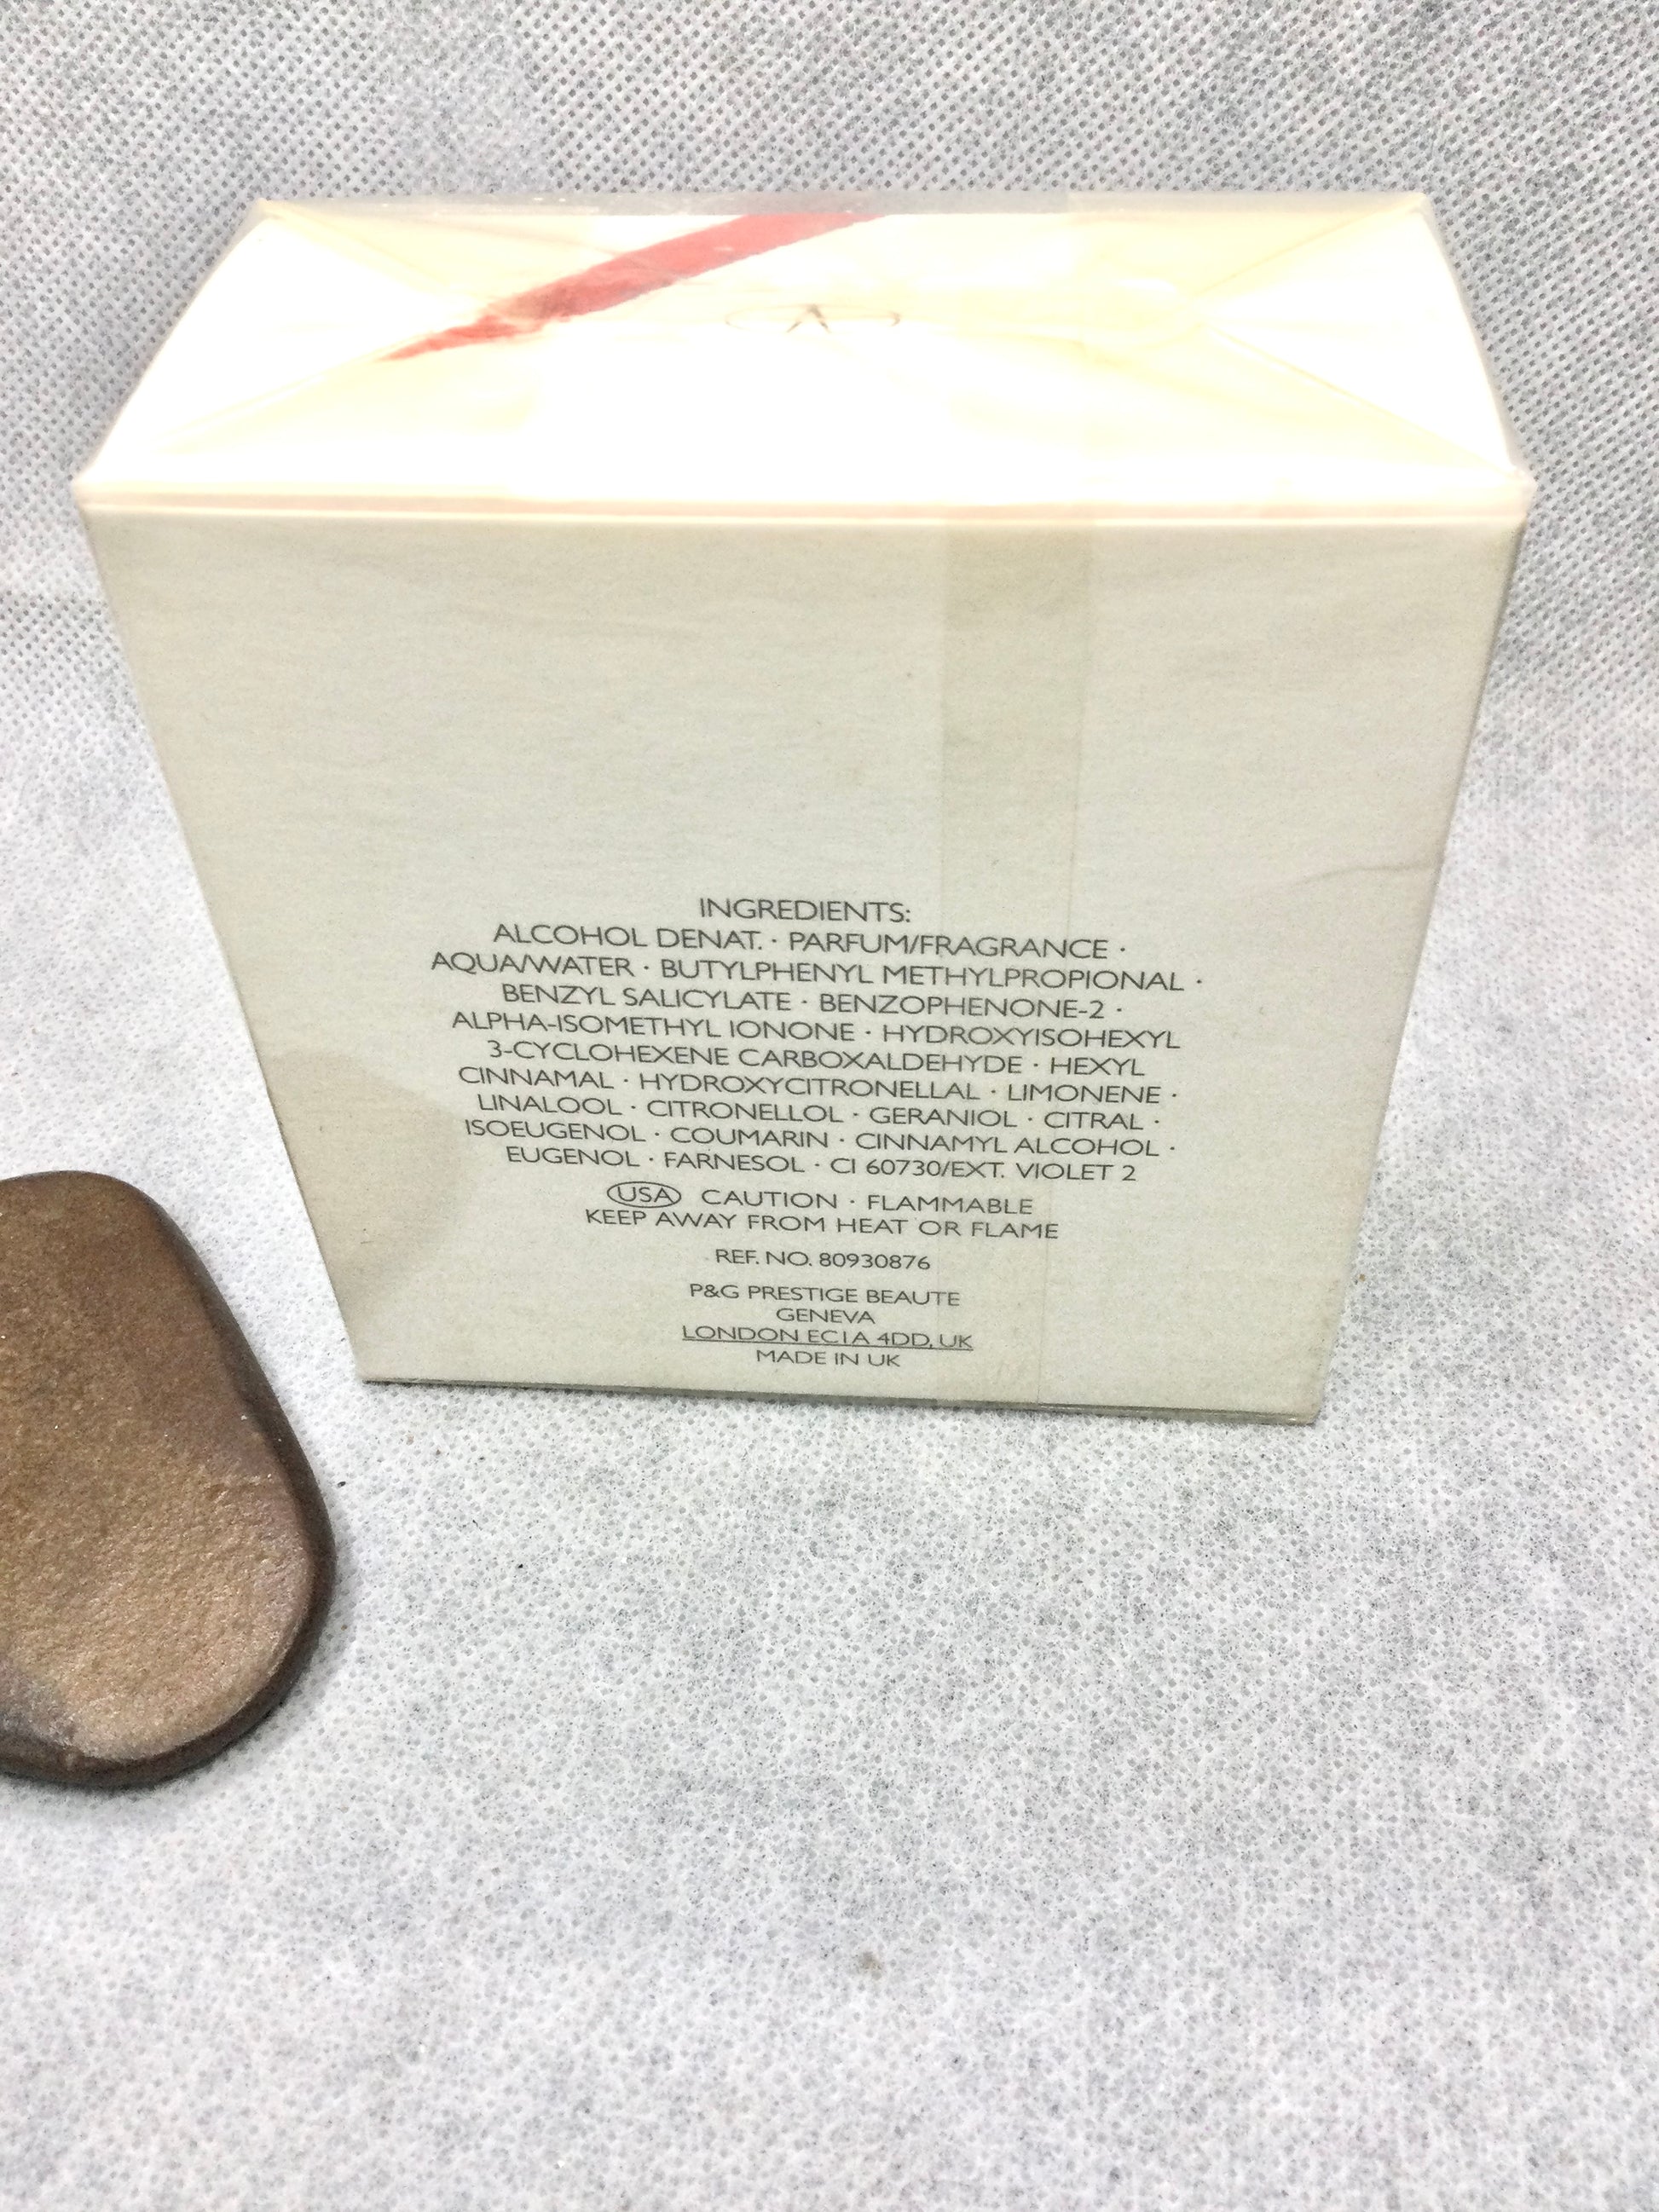 INGREDIENTS:
ALCOHOL DENAT. · PARFUM/FRAGRANCE ·
AQUA/WATER · BUTYLPHENYL METHYLPROPIONAL ·
BENZYL SALICYLATE · BENZOPHENONE-2 ·
ALPHA-ISOMETHYL IONONE · HYDROXYISOHEXYL
3-CYCLOHEXENE CARBOXALDEHYDE · HEXYL
CINNAMAL · HYDROXYCITRONELLAL · LIMONENE ·
LINALOOL · CITRONELLOL · GERANIOL · CITRAL ·
ISOEUGENOL · COUMARIN · CINNAMYL ALCOHOL ·
EUGENOL · FARNESOL · CI 60730/EXT. VIOLET 2
USA CAUTION · FLAMMABLE
KEEP AWAY FROM HEAT OR FLAME
REF. NO. 80930876
P&G PRESTIGE BEAUTE
GENEVA
LONDON EC1A 4DD, UK
MADE IN UK